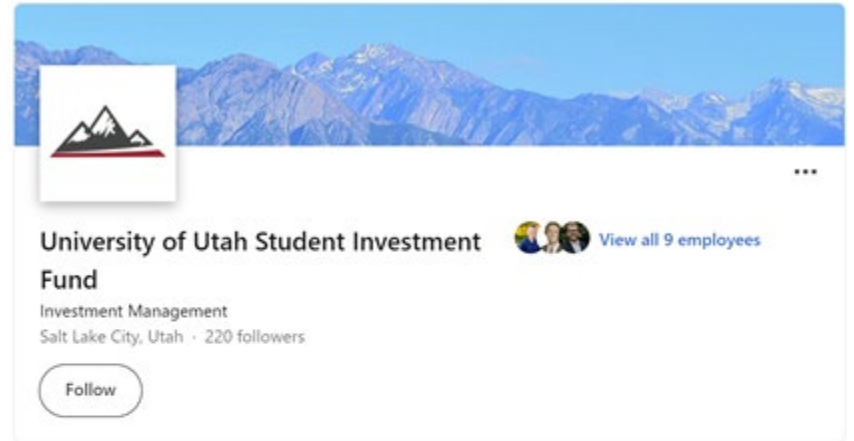 University of Utah Student Investment
Fund
View all 9 employees
Investment Management
Salt Lake City, Utah · 220 followers
Follow